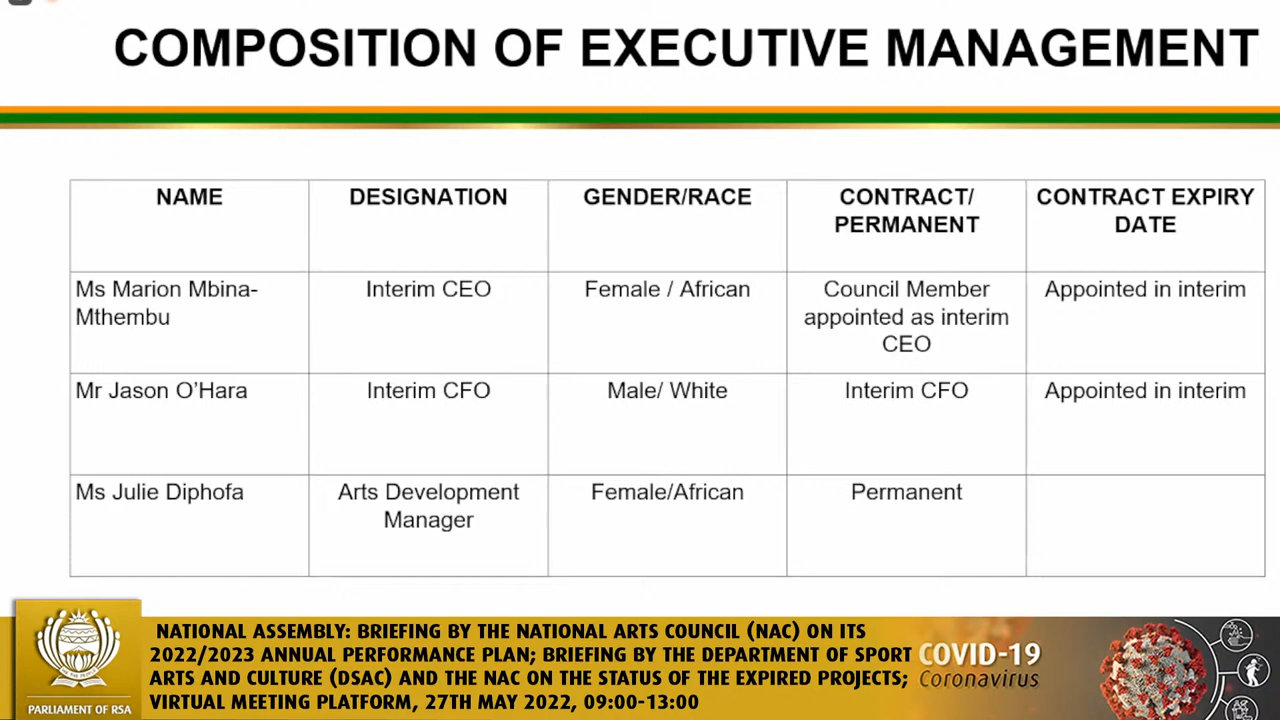 COMPOSITION OF EXECUTIVE MANAGEMENT
NAME
DESIGNATION
GENDER/RACE
CONTRACT/
PERMANENT
CONTRACT EXPIRY
DATE
Ms Marion Mbina-
Mthembu
Interim CEO
Female / African
Council Member
appointed as interim
CEO
Appointed in interim
Mr Jason O’Hara
Interim CFO
Male/ White
Interim CFO
Appointed in interim
Ms Julie Diphofa
Arts Development
Manager
Female/African
Permanent
PARLIAMENT OF RSA
NATIONAL ASSEMBLY: BRIEFING BY THE NATIONAL ARTS COUNCIL (NAC) ON ITS
2022/2023 ANNUAL PERFORMANCE PLAN; BRIEFING BY THE DEPARTMENT OF SPORT
ARTS AND CULTURE (DSAC) AND THE NAC ON THE STATUS OF THE EXPIRED PROJECTS;
VIRTUAL MEETING PLATFORM, 27TH MAY 2022, 09:00-13:00
COVID-19
Coronavirus